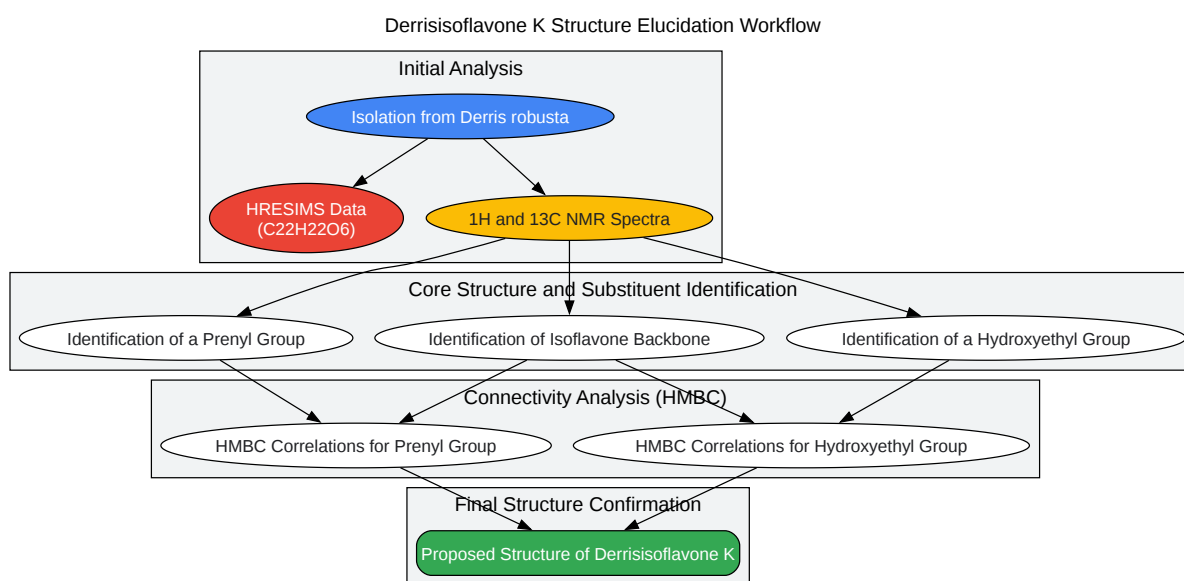 Derrisisoflavone K Structure Elucidation Workflow
Initial Analysis
Isolation from Derris robusta
HRESIMS Data
(C22H22O6)
1H and 13C NMR Spectra
Core Structure and Substituent Identification
Identification of a Prenyl Group
Identification of Isoflavone Backbone
Identification of a Hydroxyethyl Group
Connectivity Analysis (HMBC)
HMBC Correlations for Prenyl Group
HMBC Correlations for Hydroxyethyl Group
Final Structure Confirmation
Proposed Structure of Derrisisoflavone K